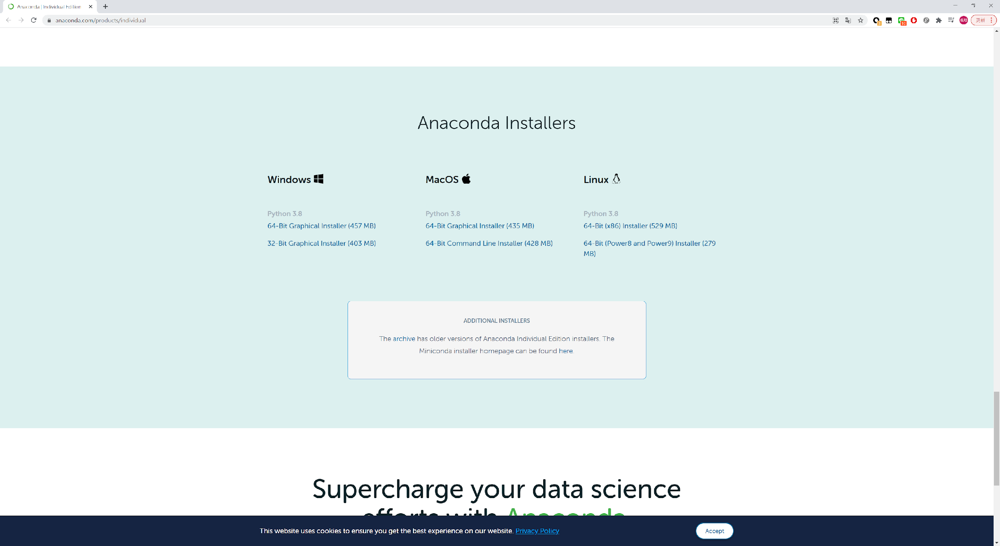 Anaconda | Individual Edition
anaconda.com/products/individual
3
10
更新
Anaconda Installers
Windows
MacOS
Linux
Python 3.8
Python 3.8
Python 3.8
64-Bit Graphical Installer (457 MB)
64-Bit Graphical Installer (435 MB)
64-Bit (x86) Installer (529 MB)
32-Bit Graphical Installer (403 MB)
64-Bit Command Line Installer (428 MB)
64-Bit (Power8 and Power9) Installer (279
MB)
ADDITIONAL INSTALLERS
The archive has older versions of Anaconda Individual Edition installers. The
Miniconda installer homepage can be found here.
Supercharge your data science
efforts with Anaconda
This website uses cookies to ensure you get the best experience on our website. Privacy Policy
Accept